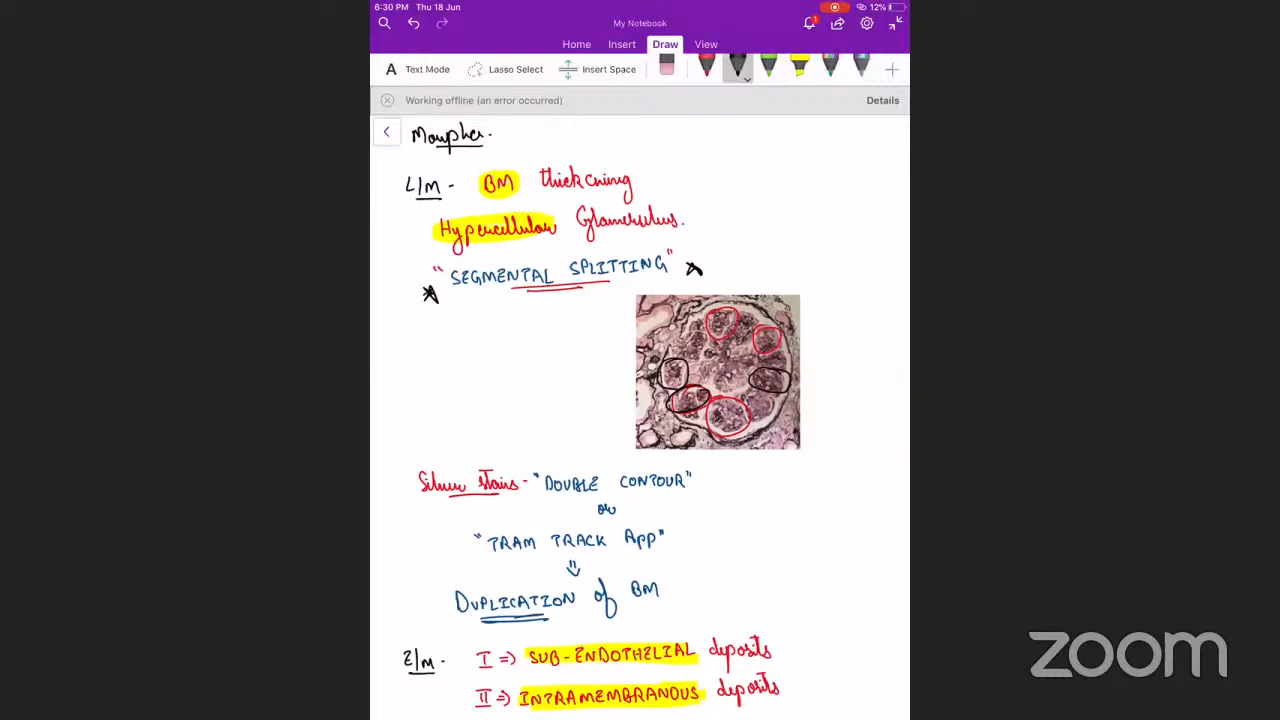 6:30 PM Thu 18 Jun
12%
My Notebook
1
Home Insert Draw View
A Text Mode Lasso Select Insert Space
Working offline (an error occurred) Details
L/M - BM thickening
Hypercellular Glomerulus.
"SEGMENTAL SPLITTING"
Silver stains - "DOUBLE CONTOUR"
or
"TRAM TRACK App"
DUPLICATION of BM
E/M - I => SUB-ENDOTHELIAL deposits
II => INTRAMEMBRANOUS deposits
zoom